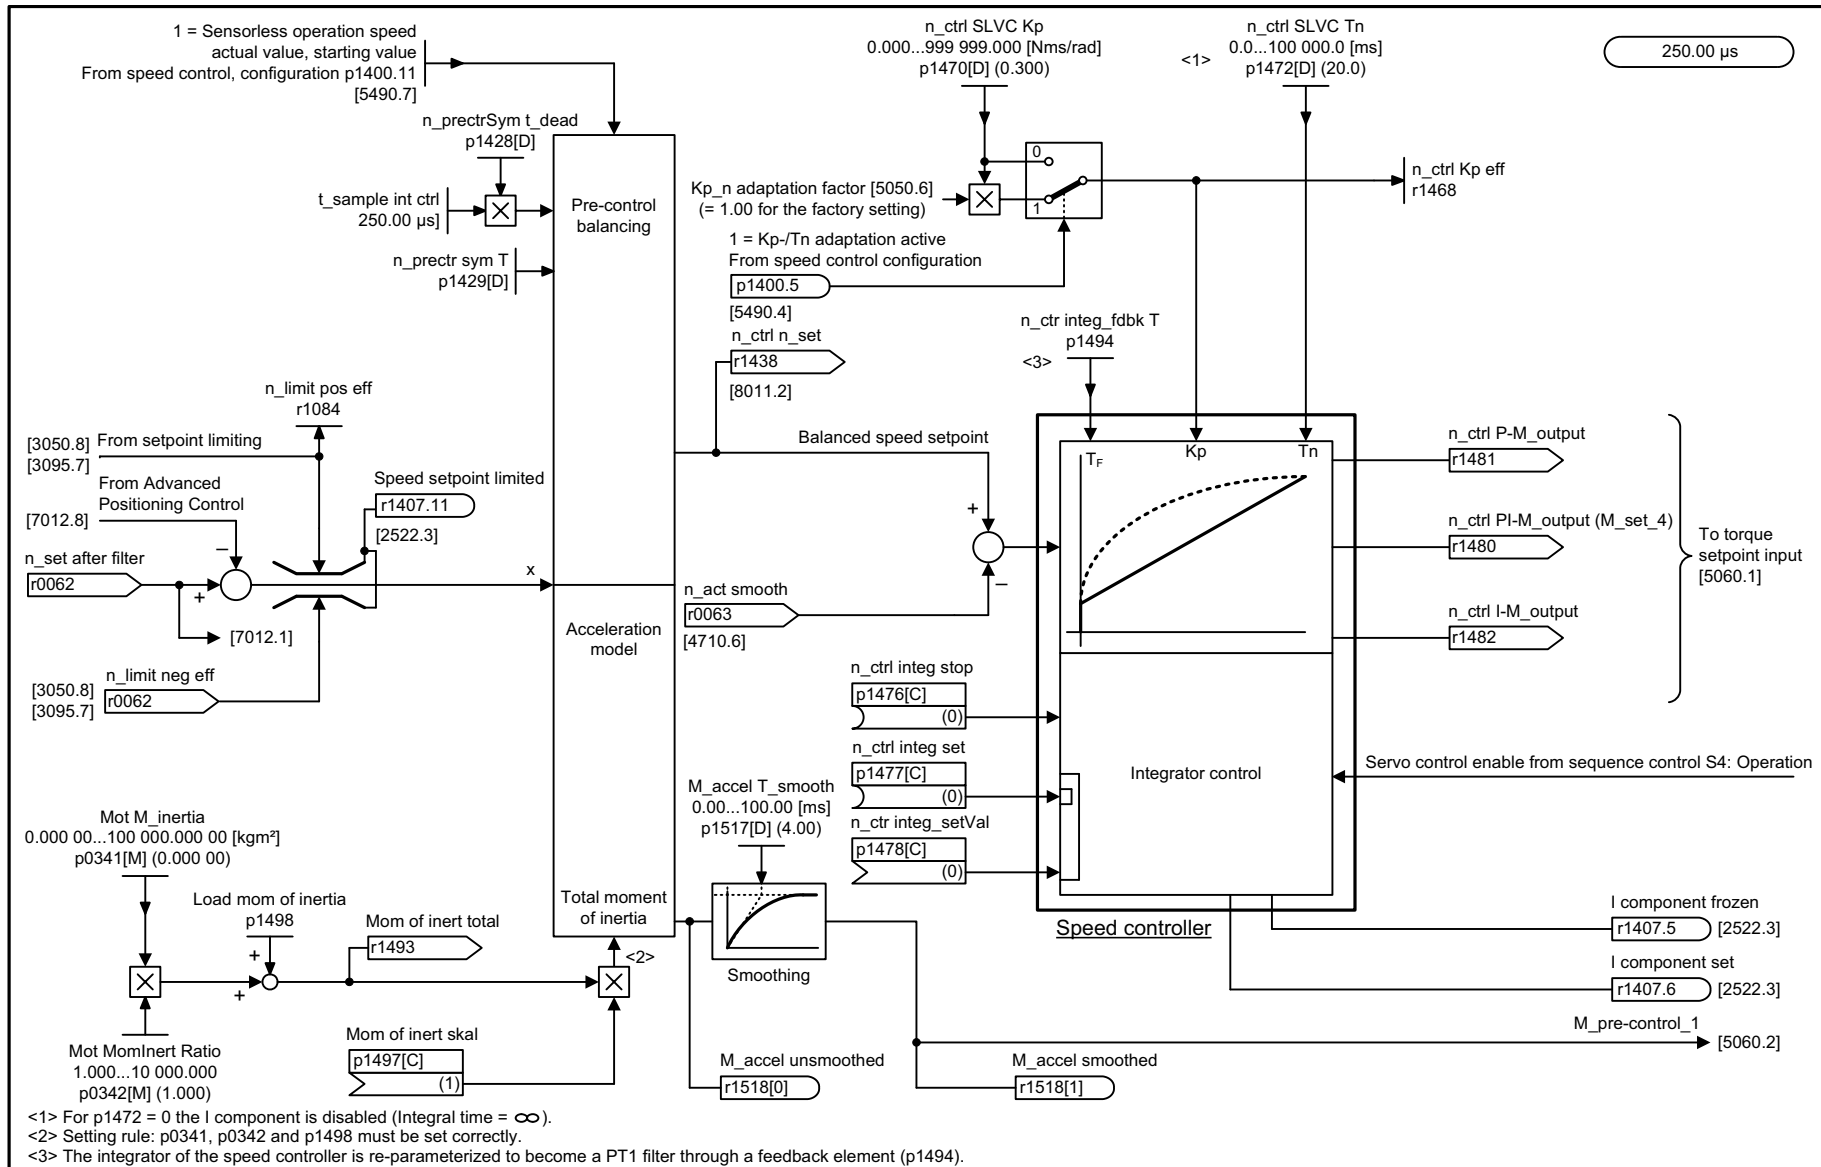 1 = Sensorless operation speed
actual value, starting value
From speed control, configuration p1400.11
[5490.7]
n_prectrSym t_dead
p1428[D]
t_sample int ctrl
250.00 µs]
n_prectr sym T
p1429[D]
Pre-control
balancing
n_ctrl SLVC Kp
0.000...999 999.000 [Nms/rad]
p1470[D] (0.300)
<1>
n_ctrl SLVC Tn
0.0...100 000.0 [ms]
p1472[D] (20.0)
250.00 µs
0
1
Kp_n adaptation factor [5050.6]
(= 1.00 for the factory setting)
n_ctrl Kp eff
r1468
1 = Kp-/Tn adaptation active
From speed control configuration
p1400.5
[5490.4]
n_ctrl n_set
r1438
[8011.2]
n_ctr integ_fdbk T
p1494
<3>
n_limit pos eff
r1084
[3050.8]
[3095.7]
From setpoint limiting
From Advanced
Positioning Control
[7012.8]
Speed setpoint limited
r1407.11
[2522.3]
n_set after filter
r0062
–
+
x
[7012.1]
n_limit neg eff
[3050.8]
[3095.7]
r0062
Acceleration
model
Balanced speed setpoint
+
–
n_act smooth
r0063
[4710.6]
TF
Kp
Tn
n_ctrl P-M_output
r1481
n_ctrl PI-M_output (M_set_4)
r1480
n_ctrl I-M_output
r1482
To torque
setpoint input
[5060.1]
n_ctrl integ stop
p1476[C]
(0)
n_ctrl integ set
p1477[C]
(0)
n_ctr integ_setVal
p1478[C]
(0)
Integrator control
Servo control enable from sequence control S4: Operation
Speed controller
M_accel T_smooth
0.00...100.00 [ms]
p1517[D] (4.00)
Smoothing
Mot M_inertia
0.000 00...100 000.000 00 [kgm²]
p0341[M] (0.000 00)
Load mom of inertia
p1498
+
+
Mom of inert total
r1493
Total moment
of inertia
<2>
Mot MomInert Ratio
1.000...10 000.000
p0342[M] (1.000)
Mom of inert skal
p1497[C]
(1)
I component frozen
r1407.5
[2522.3]
I component set
r1407.6
[2522.3]
M_pre-control_1
[5060.2]
M_accel unsmoothed
r1518[0]
M_accel smoothed
r1518[1]
<1> For p1472 = 0 the I component is disabled (Integral time = ∞).
<2> Setting rule: p0341, p0342 and p1498 must be set correctly.
<3> The integrator of the speed controller is re-parameterized to become a PT1 filter through a feedback element (p1494).